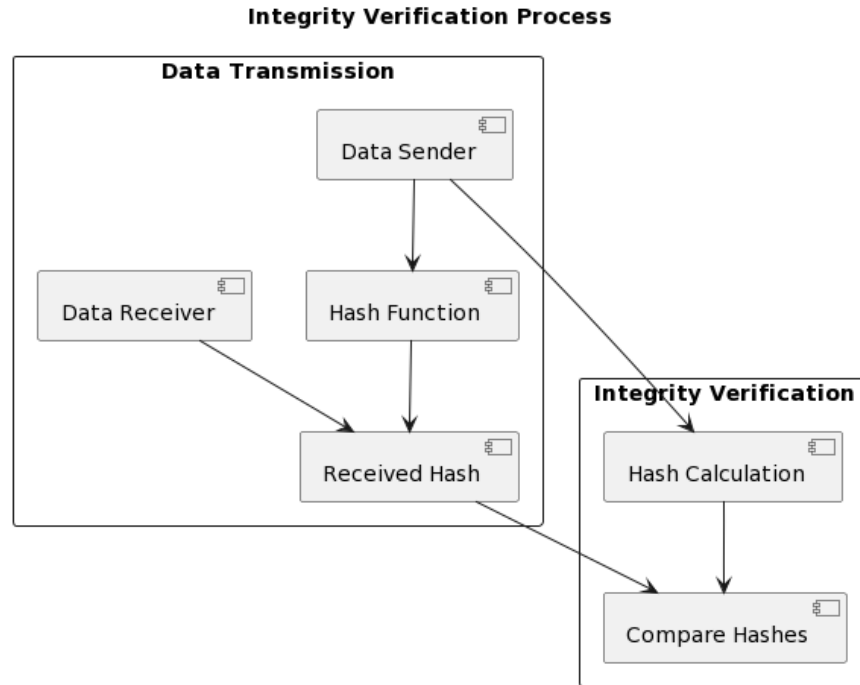 Integrity Verification Process
Data Transmission
Data Sender
Data Receiver
Hash Function
Integrity Verification
Received Hash
Hash Calculation
Compare Hashes